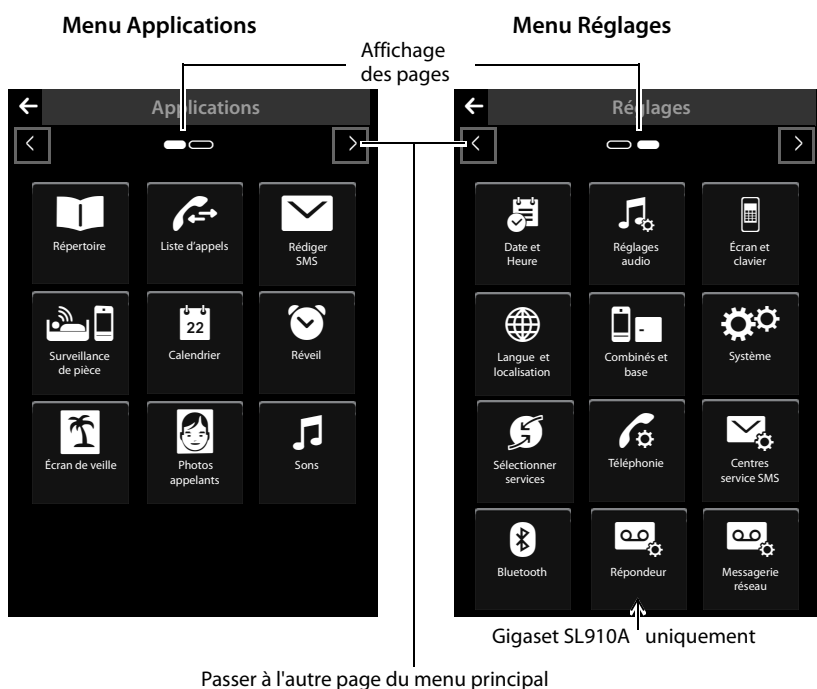 Menu Applications
Menu Réglages
Affichage
des pages
Applications
Réglages
Répertoire
Liste d'appels
Rédiger
SMS
Surveillance
de pièce
22
Calendrier
Réveil
Écran de veille
Photos
appelants
Sons
Date et
Heure
Réglages
audio
Écran et
clavier
Langue et
localisation
Combinés et
base
Système
Sélectionner
services
Téléphonie
Centres
service SMS
Bluetooth
Répondeur
Messagerie
réseau
Gigaset SL910A uniquement
Passer à l'autre page du menu principal